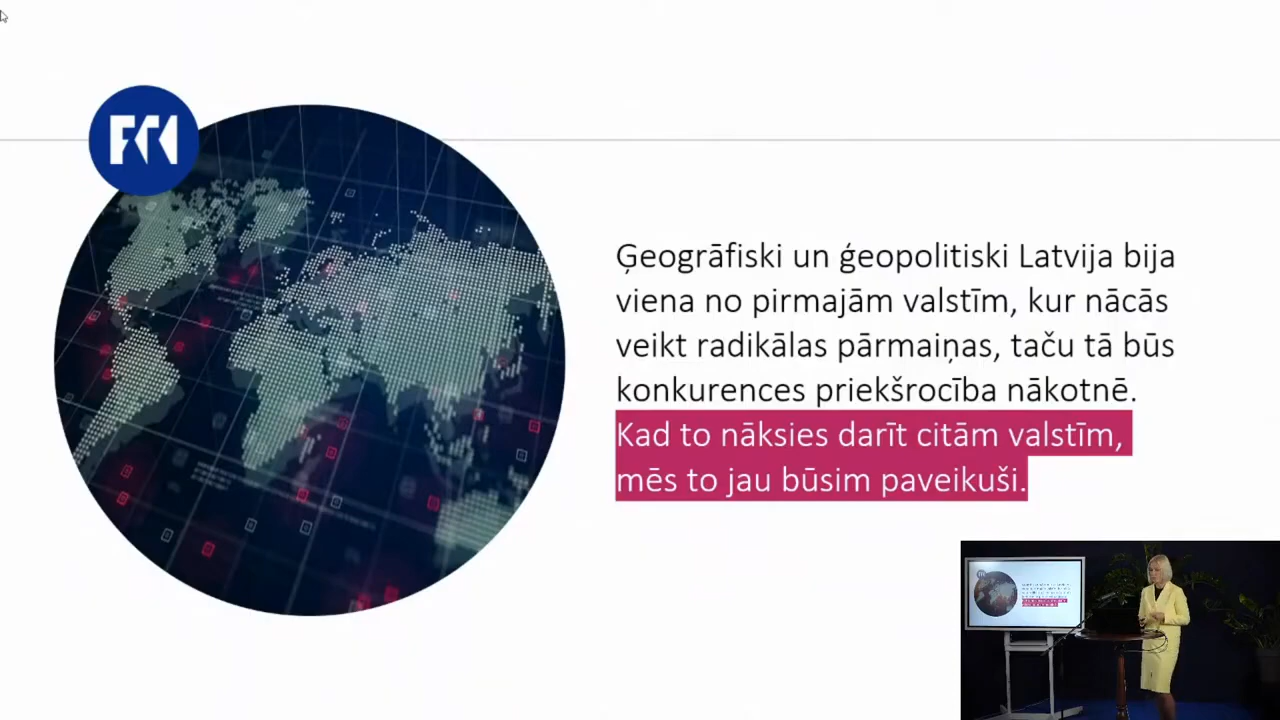 FKTK
Ģeogrāfiski un ģeopolitiski Latvija bija
viena no pirmajām valstīm, kur nācās
veikt radikālas pārmaiņas, taču tā būs
konkurences priekšrocība nākotnē.
Kad to nāksies darīt citām valstīm,
mēs to jau būsim paveikuši.